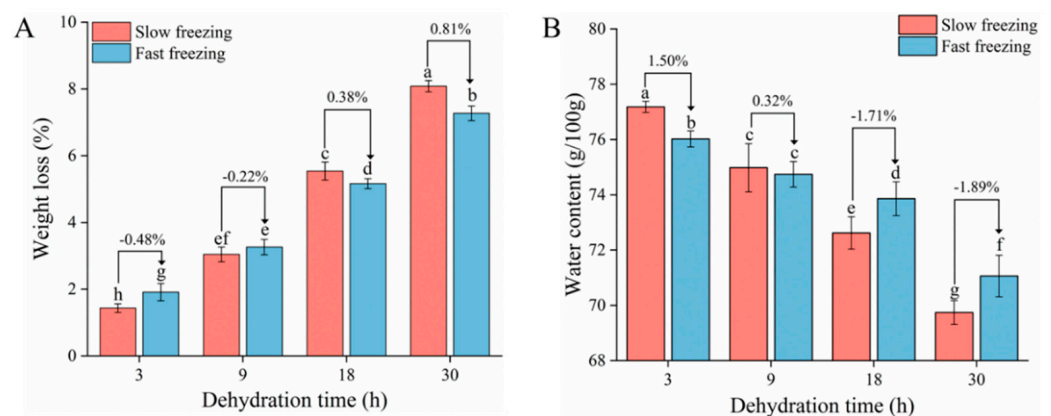 A
Weight loss (%)
10
8
6
4
2
0
Slow freezing
Fast freezing
-0.48%
h
g
-0.22%
ef
e
0.38%
c
d
0.81%
a
b
3
9
18
30
Dehydration time (h)
B
Water content (g/100g)
80
78
76
74
72
70
68
Slow freezing
Fast freezing
1.50%
a
b
0.32%
c
c
-1.71%
e
d
-1.89%
g
f
3
9
18
30
Dehydration time (h)